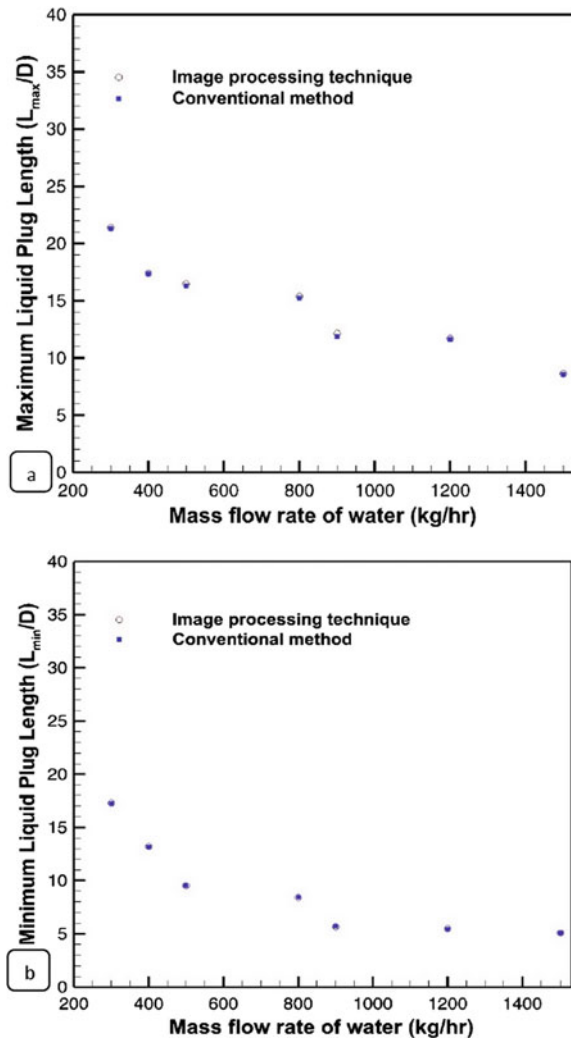 40
35
30
25
20
15
10
5
0
Maximum Liquid Plug Length (Lmax/D)
Image processing technique
Conventional method
a
200 400 600 800 1000 1200 1400
Mass flow rate of water (kg/hr)
40
35
30
25
20
15
10
5
0
Minimum Liquid Plug Length (Lmin/D)
Image processing technique
Conventional method
b
200 400 600 800 1000 1200 1400
Mass flow rate of water (kg/hr)